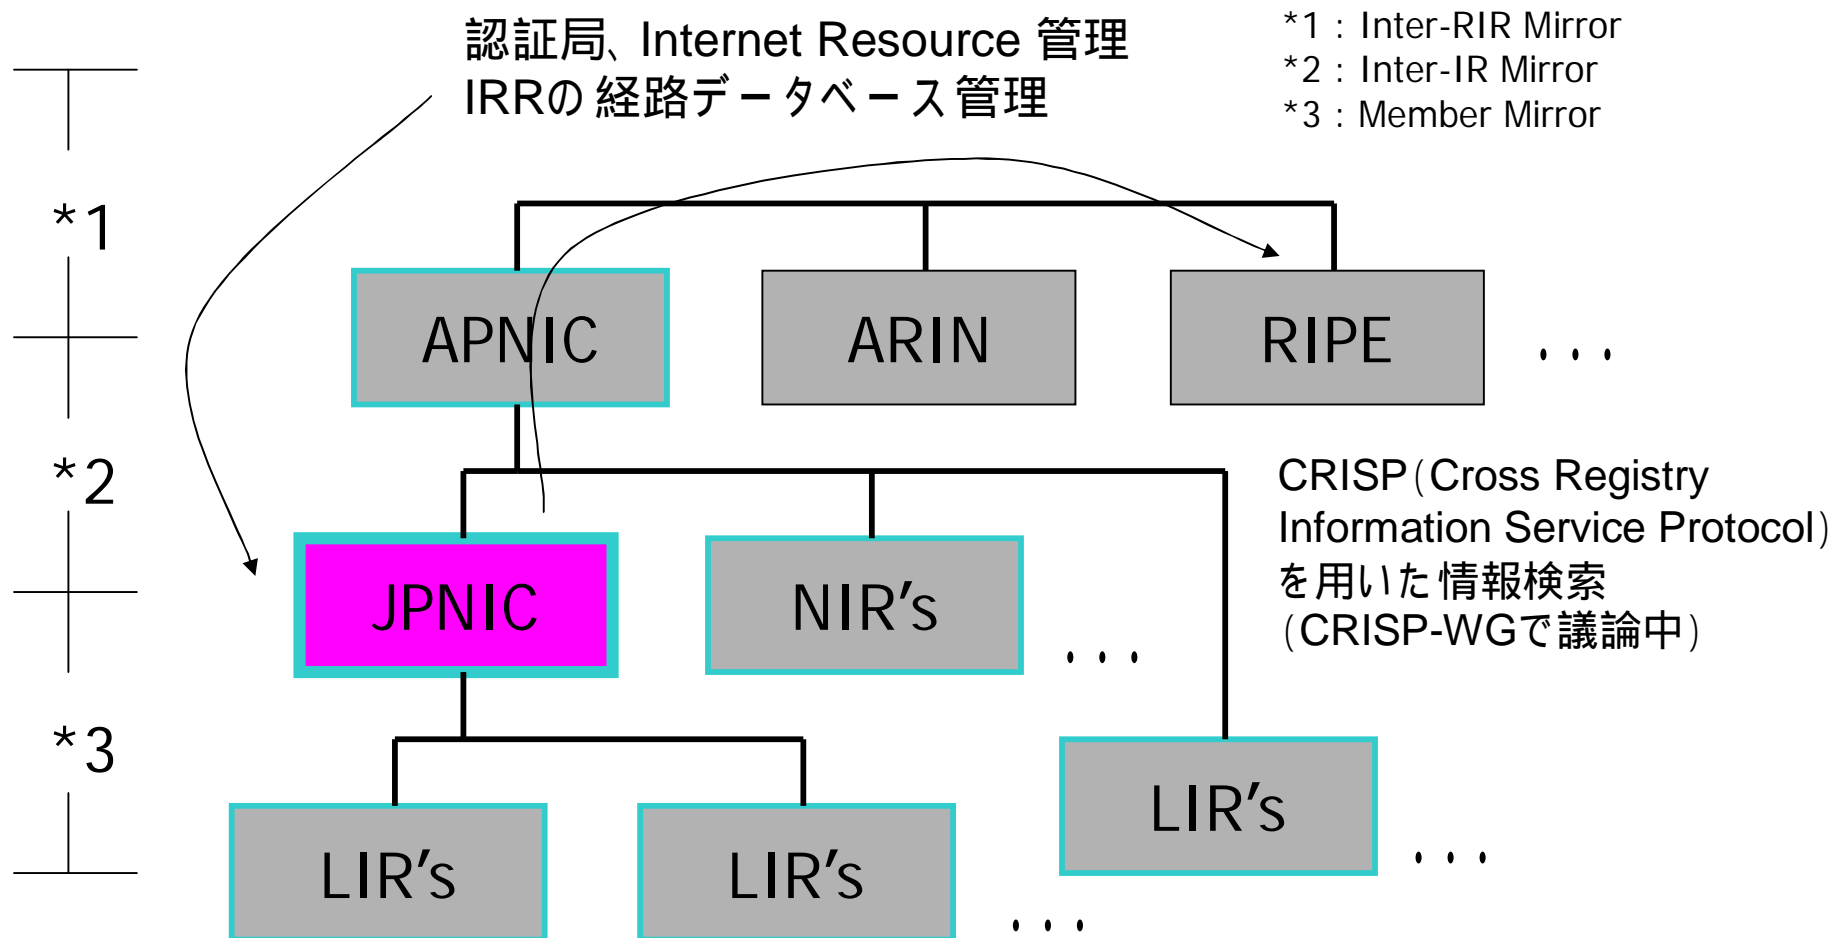 認証局、Internet Resource 管理
IRRの経路データベース管理
*1 : Inter-RIR Mirror
*2 : Inter-IR Mirror
*3 : Member Mirror
*1
APNIC
ARIN
RIPE
...
*2
CRISP(Cross Registry
Information Service Protocol)
を用いた情報検索
(CRISP-WGで議論中)
JPNIC
NIR's
...
*3
LIR's
...
LIR's
LIR's
...